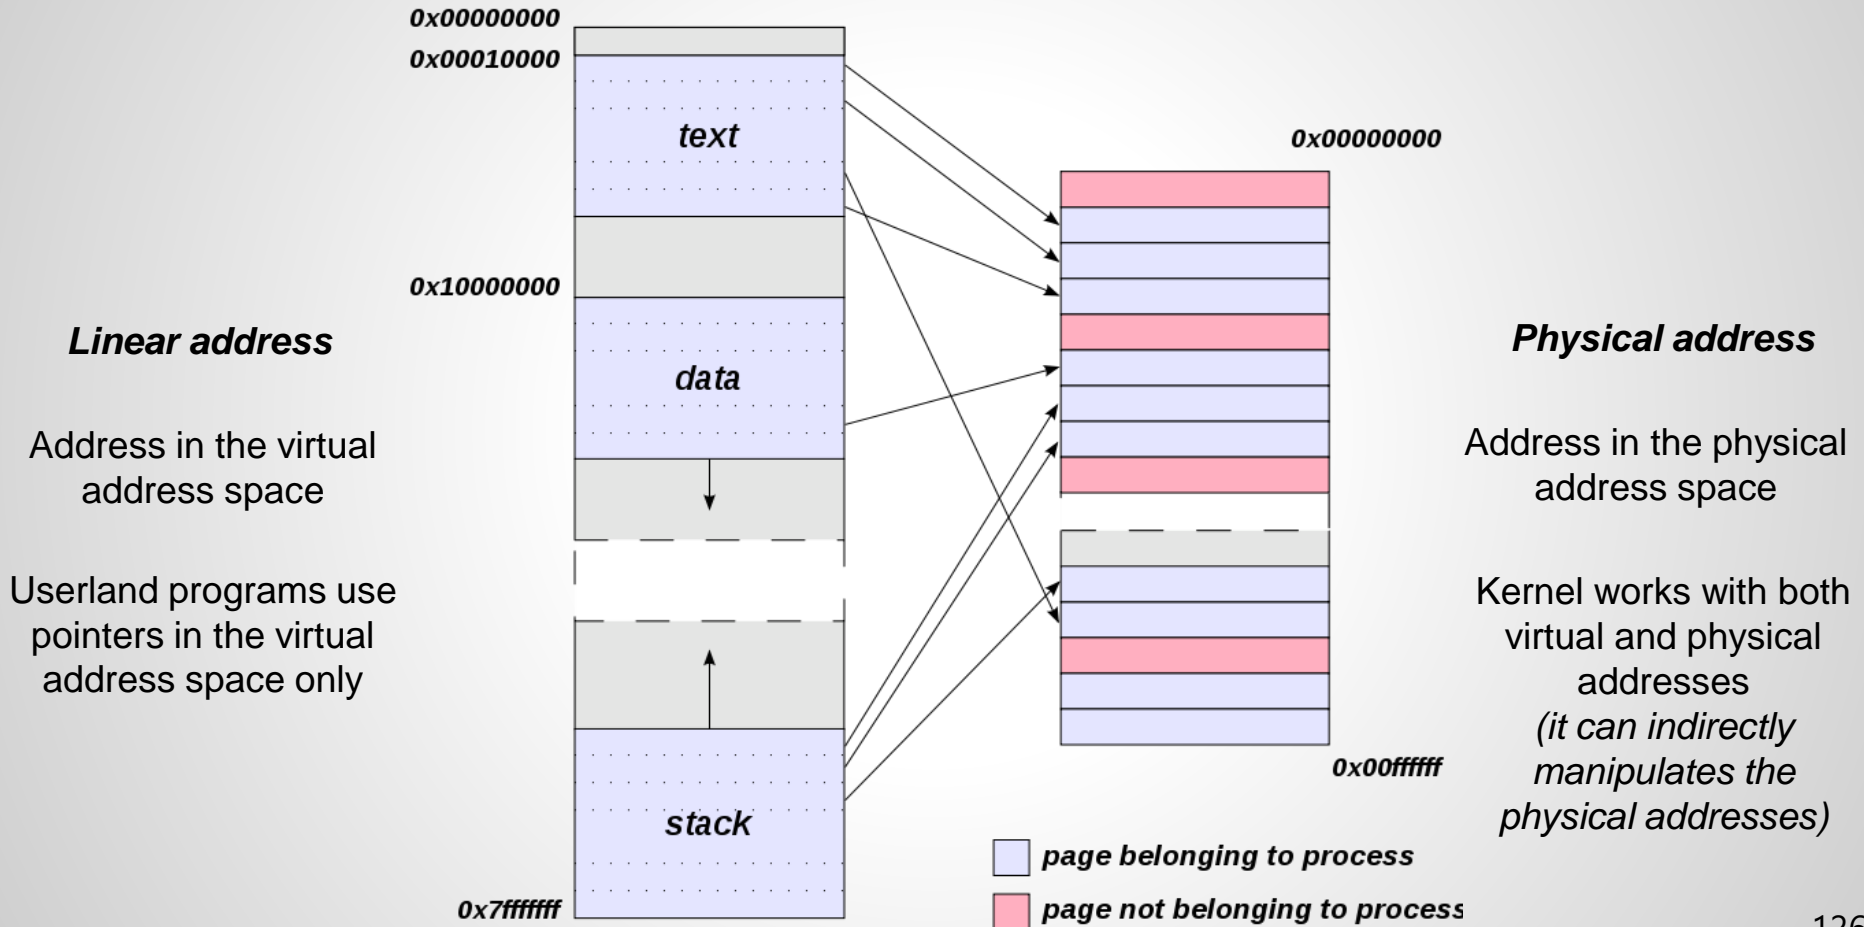 0x00000000
0x00010000
text
0x10000000
data
stack
0x7fffffff
Linear address
Address in the virtual
address space
Userland programs use
pointers in the virtual
address space only
0x00000000
0x00ffffff
page belonging to process
page not belonging to process
Physical address
Address in the physical
address space
Kernel works with both
virtual and physical
addresses
(it can indirectly
manipulates the
physical addresses)
126